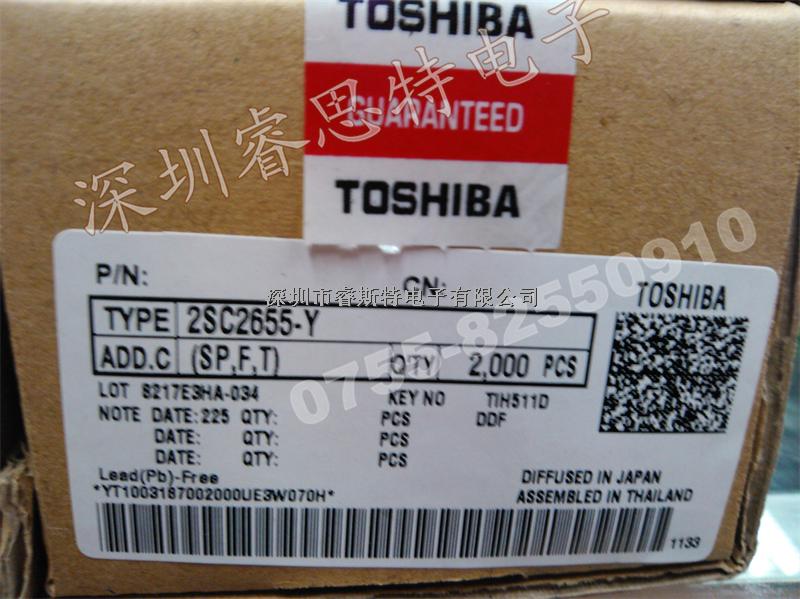 TOSHIBA
GUARANTEED
TOSHIBA
深圳睿思特电子
P/N: CN:
深圳市睿斯特电子有限公司
TOSHIBA
TYPE 2SC2655-Y
ADD.C (SP,F,T) Q'TY 2,000 PCS
0755-82550910
LOT 8217E3HA-034 KEY NO TIH511D
NOTE DATE: 225 QTY: PCS DDF
DATE: QTY: PCS
DATE: QTY: PCS
Lead(Pb)-Free
DIFFUSED IN JAPAN
*YT1003187002000UE3W070H*
ASSEMBLED IN THAILAND
1133